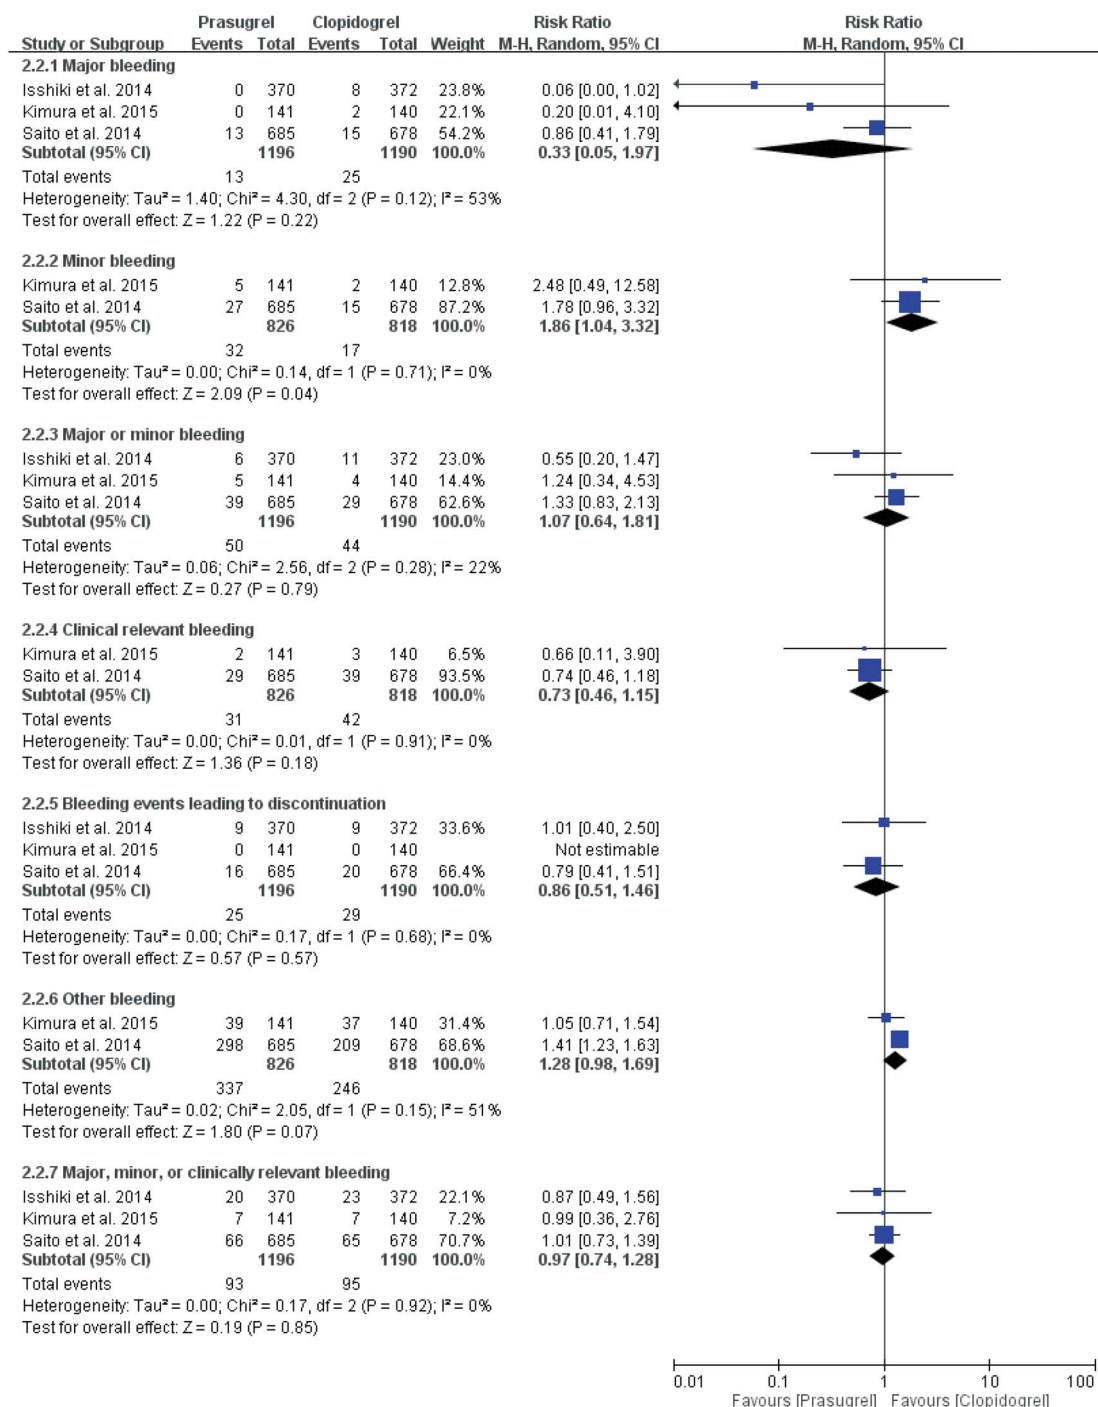 Prasugrel Clopidogrel Risk Ratio Risk Ratio
Study or Subgroup Events Total Events Total Weight M-H, Random, 95% CI M-H, Random, 95% CI
2.2.1 Major bleeding
Isshiki et al. 2014 0 370 8 372 23.8% 0.06 [0.00, 1.02]
Kimura et al. 2015 0 141 2 140 22.1% 0.20 [0.01, 4.10]
Saito et al. 2014 13 685 15 678 54.2% 0.86 [0.41, 1.79]
Subtotal (95% CI) 1196 1190 100.0% 0.33 [0.05, 1.97]
Total events 13 25
Heterogeneity: Tau² = 1.40; Chi² = 4.30, df = 2 (P = 0.12); I² = 53%
Test for overall effect: Z = 1.22 (P = 0.22)
2.2.2 Minor bleeding
Kimura et al. 2015 5 141 2 140 12.8% 2.48 [0.49, 12.58]
Saito et al. 2014 27 685 15 678 87.2% 1.78 [0.96, 3.32]
Subtotal (95% CI) 826 818 100.0% 1.86 [1.04, 3.32]
Total events 32 17
Heterogeneity: Tau² = 0.00; Chi² = 0.14, df = 1 (P = 0.71); I² = 0%
Test for overall effect: Z = 2.09 (P = 0.04)
2.2.3 Major or minor bleeding
Isshiki et al. 2014 6 370 11 372 23.0% 0.55 [0.20, 1.47]
Kimura et al. 2015 5 141 4 140 14.4% 1.24 [0.34, 4.53]
Saito et al. 2014 39 685 29 678 62.6% 1.33 [0.83, 2.13]
Subtotal (95% CI) 1196 1190 100.0% 1.07 [0.64, 1.81]
Total events 50 44
Heterogeneity: Tau² = 0.06; Chi² = 2.56, df = 2 (P = 0.28); I² = 22%
Test for overall effect: Z = 0.27 (P = 0.79)
2.2.4 Clinical relevant bleeding
Kimura et al. 2015 2 141 3 140 6.5% 0.66 [0.11, 3.90]
Saito et al. 2014 29 685 39 678 93.5% 0.74 [0.46, 1.18]
Subtotal (95% CI) 826 818 100.0% 0.73 [0.46, 1.15]
Total events 31 42
Heterogeneity: Tau² = 0.00; Chi² = 0.01, df = 1 (P = 0.91); I² = 0%
Test for overall effect: Z = 1.36 (P = 0.18)
2.2.5 Bleeding events leading to discontinuation
Isshiki et al. 2014 9 370 9 372 33.6% 1.01 [0.40, 2.50]
Kimura et al. 2015 0 141 0 140 Not estimable
Saito et al. 2014 16 685 20 678 66.4% 0.79 [0.41, 1.51]
Subtotal (95% CI) 1196 1190 100.0% 0.86 [0.51, 1.46]
Total events 25 29
Heterogeneity: Tau² = 0.00; Chi² = 0.17, df = 1 (P = 0.68); I² = 0%
Test for overall effect: Z = 0.57 (P = 0.57)
2.2.6 Other bleeding
Kimura et al. 2015 39 141 37 140 31.4% 1.05 [0.71, 1.54]
Saito et al. 2014 298 685 209 678 68.6% 1.41 [1.23, 1.63]
Subtotal (95% CI) 826 818 100.0% 1.28 [0.98, 1.69]
Total events 337 246
Heterogeneity: Tau² = 0.02; Chi² = 2.05, df = 1 (P = 0.15); I² = 51%
Test for overall effect: Z = 1.80 (P = 0.07)
2.2.7 Major, minor, or clinically relevant bleeding
Isshiki et al. 2014 20 370 23 372 22.1% 0.87 [0.49, 1.56]
Kimura et al. 2015 7 141 7 140 7.2% 0.99 [0.36, 2.76]
Saito et al. 2014 66 685 65 678 70.7% 1.01 [0.73, 1.39]
Subtotal (95% CI) 1196 1190 100.0% 0.97 [0.74, 1.28]
Total events 93 95
Heterogeneity: Tau² = 0.00; Chi² = 0.17, df = 2 (P = 0.92); I² = 0%
Test for overall effect: Z = 0.19 (P = 0.85)
0.01 0.1 1 10 100
Favours [Prasugrel] Favours [Clopidogrel]